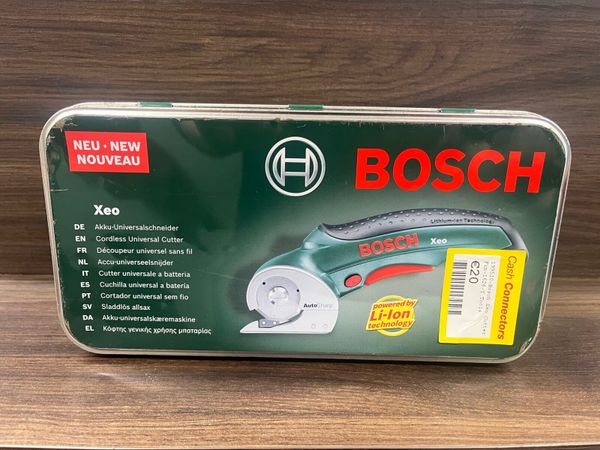 NEU · NEW
NOUVEAU
BOSCH
Xeo
DE Akku-Universalschneider
EN Cordless Universal Cutter
FR Découpeur universel sans fil
NL Accu-universeelsnijder
IT Cutter universale a batteria
ES Cuchilla universal a batería
PT Cortador universal sem fio
SV Sladdlös allsax
DA Akku-universalskæremaskine
EL Κόφτης γενικής χρήσης μπαταρίας
Lithium-Ion Technology
BOSCH Xeo
AutoSharp
powered by
Li-Ion
technology
Cash Connectors
€20